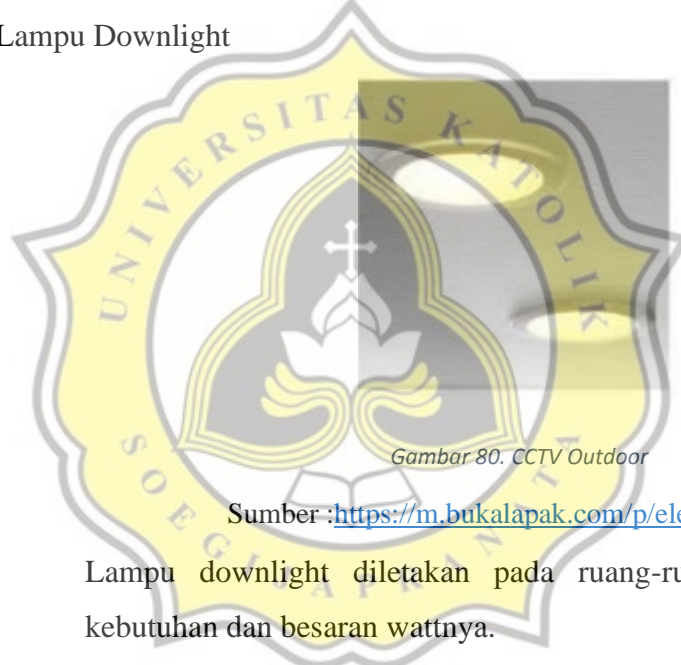 Lampu Downlight
UNIVERSITAS KATOLIK
SOEGIJAPRANATA
Gambar 80. CCTV Outdoor
Sumber :https://m.bukalapak.com/p/ele
Lampu downlight diletakan pada ruang-ru
kebutuhan dan besaran wattnya.